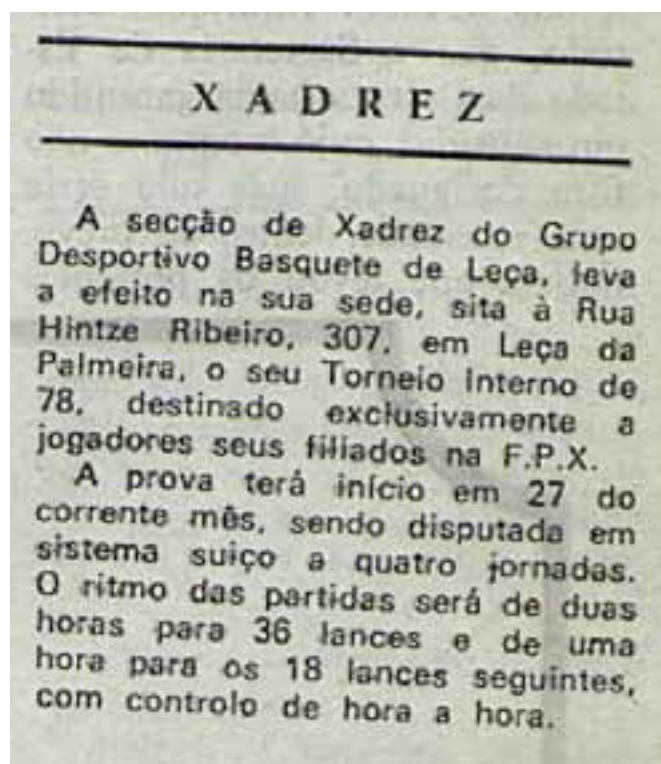 XADREZ
A secção de Xadrez do Grupo
Desportivo Basquete de Leça, leva
a efeito na sua sede, sita à Rua
Hintze Ribeiro, 307, em Leça da
Palmeira, o seu Torneio Interno de
78, destinado exclusivamente a
jogadores seus filiados na F.P.X.
A prova terá início em 27 do
corrente mês, sendo disputada em
sistema suiço a quatro jornadas.
O ritmo das partidas será de duas
horas para 36 lances e de uma
hora para os 18 lances seguintes,
com controlo de hora a hora.